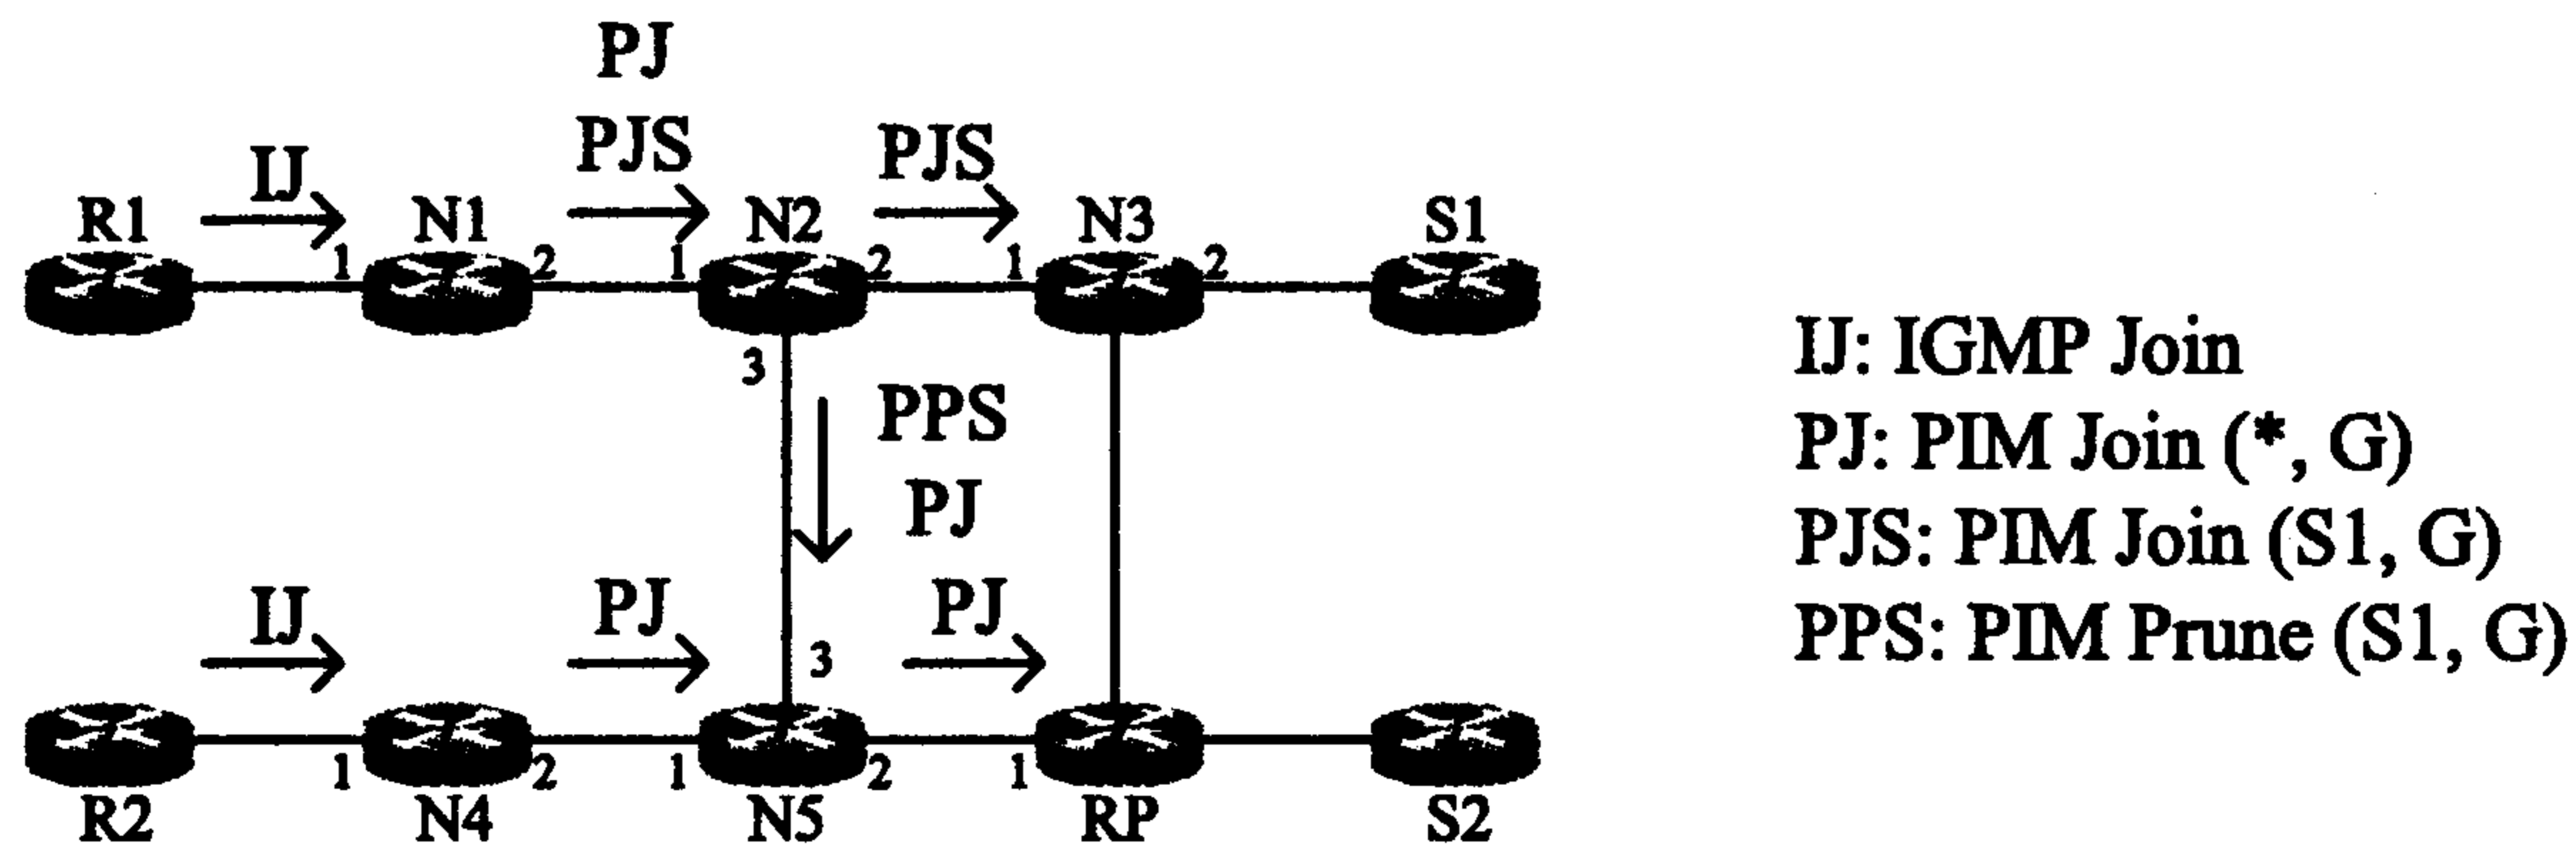 PJ
PJS
PJS
IJ
R1
N1
N2
N3
S1
1
2
1
2
1
2
3
PPS
PJ
IJ
PJ
PJ
3
1
2
1
2
1
R2
N4
N5
RP
S2
IJ: IGMP Join
PJ: PIM Join (*, G)
PJS: PIM Join (S1, G)
PPS: PIM Prune (S1, G)